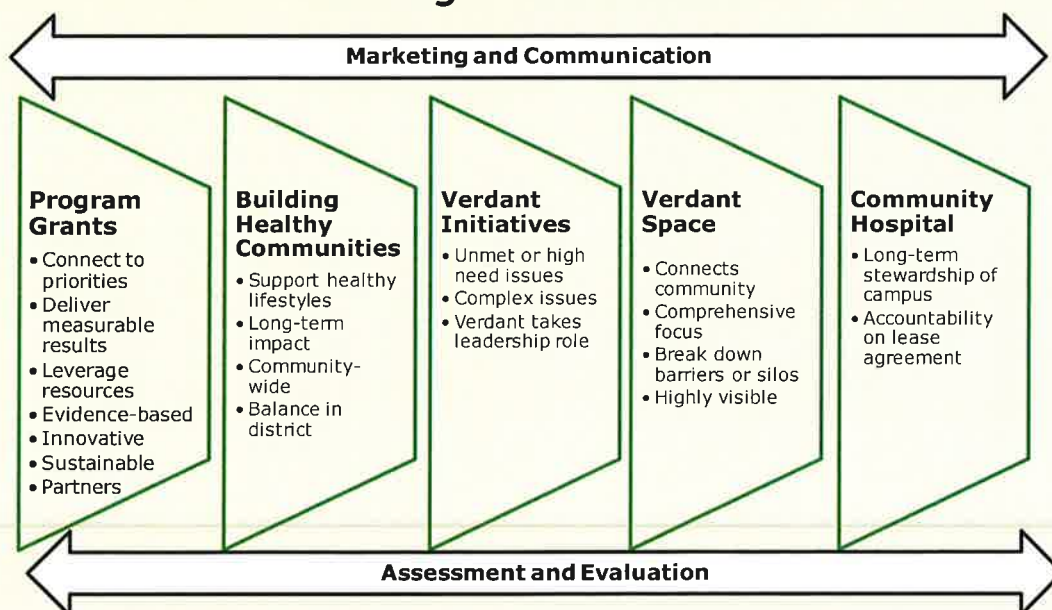 Marketing and Communication
Program
Grants
• Connect to
priorities
• Deliver
measurable
results
• Leverage
resources
• Evidence-based
• Innovative
• Sustainable
• Partners
Building
Healthy
Communities
• Support healthy
lifestyles
• Long-term
impact
• Community-
wide
• Balance in
district
Verdant
Initiatives
• Unmet or high
need issues
• Complex issues
• Verdant takes
leadership role
Verdant
Space
• Connects
community
• Comprehensive
focus
• Break down
barriers or silos
• Highly visible
Community
Hospital
• Long-term
stewardship of
campus
• Accountability
on lease
agreement
Assessment and Evaluation